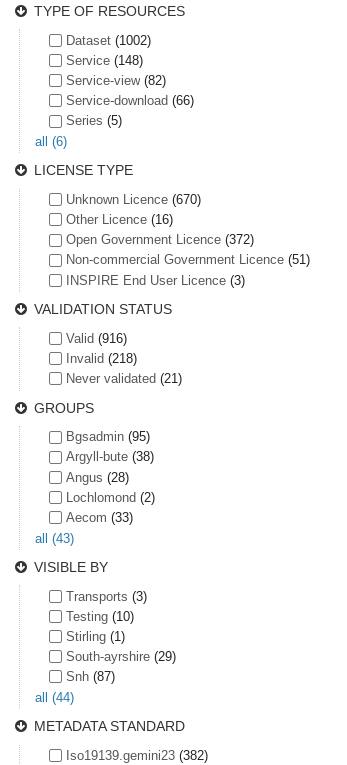 TYPE OF RESOURCES
Dataset (1002)
Service (148)
Service-view (82)
Service-download (66)
Series (5)
all (6)
LICENSE TYPE
Unknown Licence (670)
Other Licence (16)
Open Government Licence (372)
Non-commercial Government Licence (51)
INSPIRE End User Licence (3)
VALIDATION STATUS
Valid (916)
Invalid (218)
Never validated (21)
GROUPS
Bgsadmin (95)
Argyll-bute (38)
Angus (28)
Lochlomond (2)
Aecom (33)
all (43)
VISIBLE BY
Transports (3)
Testing (10)
Stirling (1)
South-ayrshire (29)
Snh (87)
all (44)
METADATA STANDARD
Iso19139.gemini23 (382)